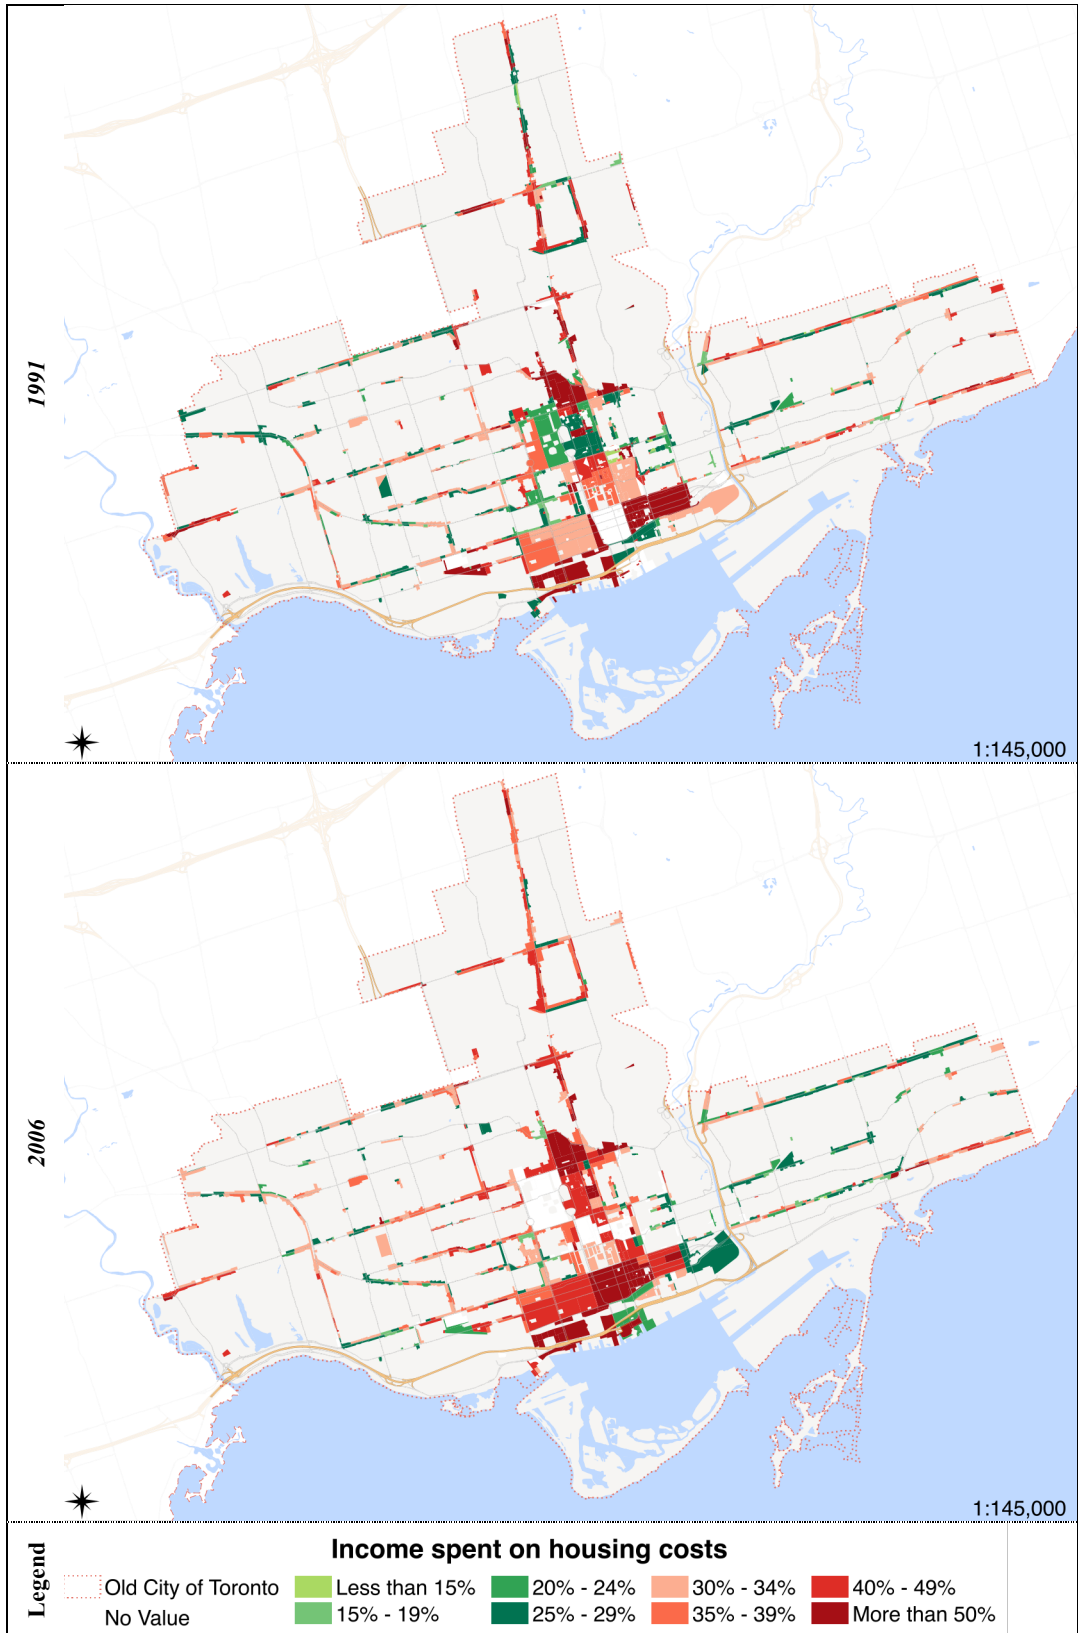 1991
1:145,000
2006
1:145,000
Legend
Income spent on housing costs
Old City of Toronto
Less than 15%
20% - 24%
30% - 34%
40% - 49%
No Value
15% - 19%
25% - 29%
35% - 39%
More than 50%